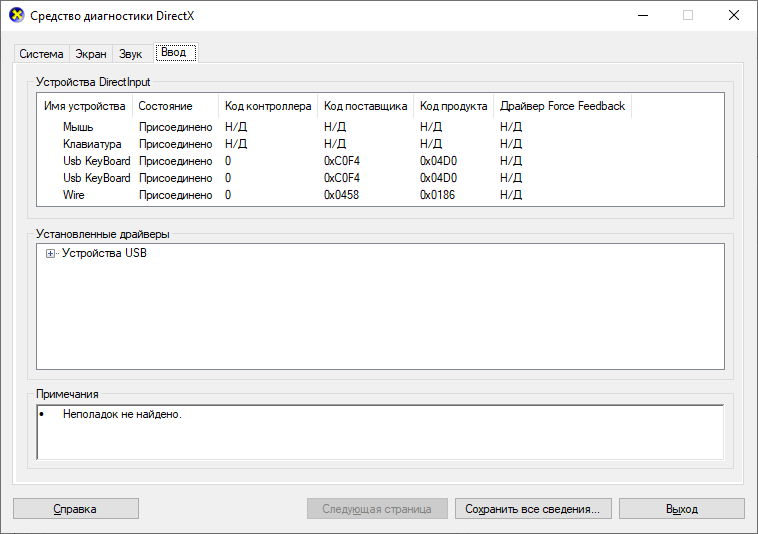 Средство диагностики DirectX
Система Экран Звук Ввод
Устройства DirectInput
Имя устройства Состояние Код контроллера Код поставщика Код продукта Драйвер Force Feedback
Мышь Присоединено Н/Д Н/Д Н/Д Н/Д
Клавиатура Присоединено Н/Д Н/Д Н/Д Н/Д
Usb KeyBoard Присоединено 0 0xC0F4 0x04D0 Н/Д
Usb KeyBoard Присоединено 0 0xC0F4 0x04D0 Н/Д
Wire Присоединено 0 0x0458 0x0186 Н/Д
Установленные драйверы
Устройства USB
Примечания
• Неполадок не найдено.
Справка Следующая страница Сохранить все сведения... Выход